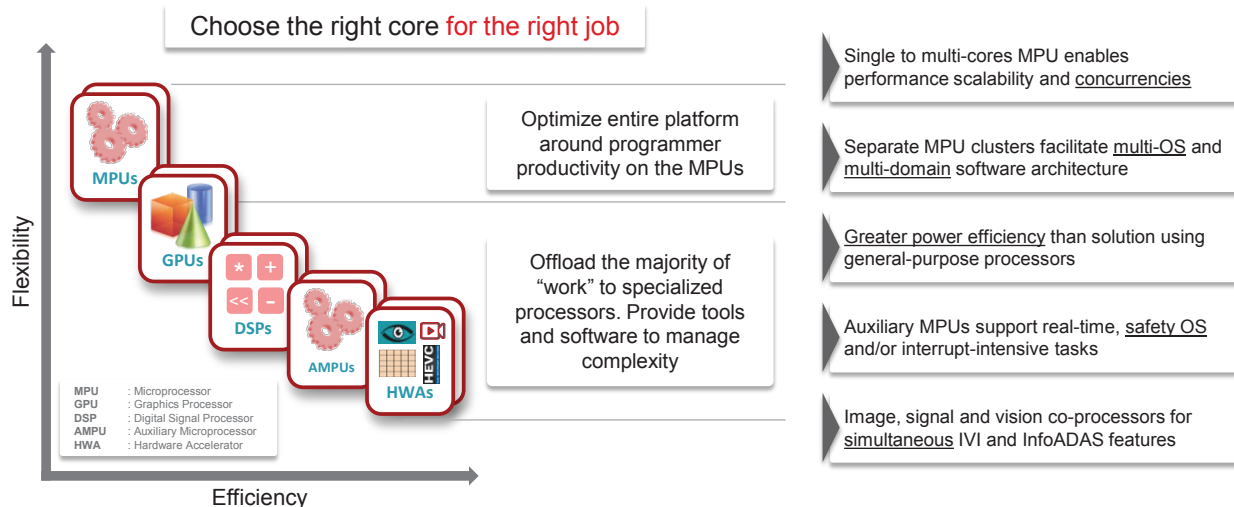 Choose the right core for the right job
Flexibility
MPUs
GPUs
*
+
<<
-
DSPs
AMPUs
HEVC
HWAs
MPU : Microprocessor
GPU : Graphics Processor
DSP : Digital Signal Processor
AMPU : Auxiliary Microprocessor
HWA : Hardware Accelerator
Efficiency
Optimize entire platform
around programmer
productivity on the MPUs
Offload the majority of
“work” to specialized
processors. Provide tools
and software to manage
complexity
Single to multi-cores MPU enables
performance scalability and concurrencies
Separate MPU clusters facilitate multi-OS and
multi-domain software architecture
Greater power efficiency than solution using
general-purpose processors
Auxiliary MPUs support real-time, safety OS
and/or interrupt-intensive tasks
Image, signal and vision co-processors for
simultaneous IVI and InfoADAS features